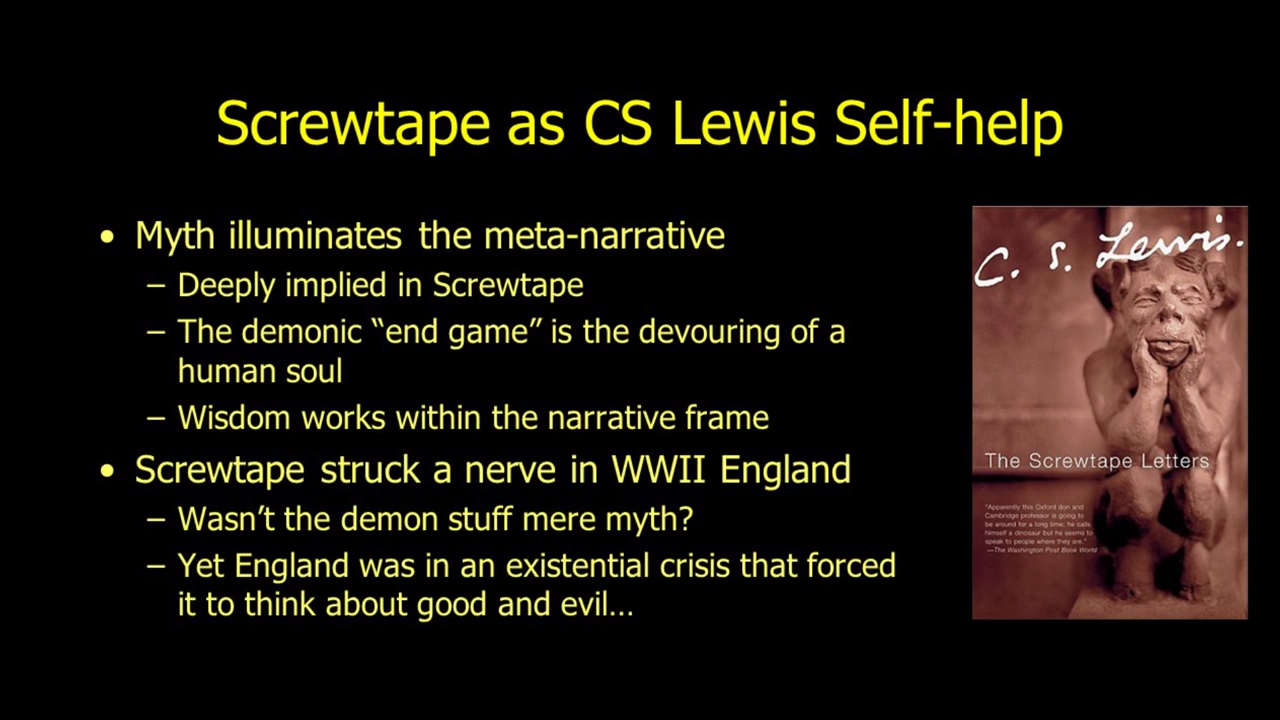 Screwtape as CS Lewis Self-help
• Myth illuminates the meta-narrative
– Deeply implied in Screwtape
– The demonic “end game” is the devouring of a
human soul
– Wisdom works within the narrative frame
• Screwtape struck a nerve in WWII England
– Wasn’t the demon stuff mere myth?
– Yet England was in an existential crisis that forced
it to think about good and evil…
C. S. Lewis.
The Screwtape Letters
"Apparently this Oxford don and
Cambridge professor is going to
be around for a long time; he calls
himself a dinosaur but he seems to
speak to people where they are."
—The Washington Post Book World